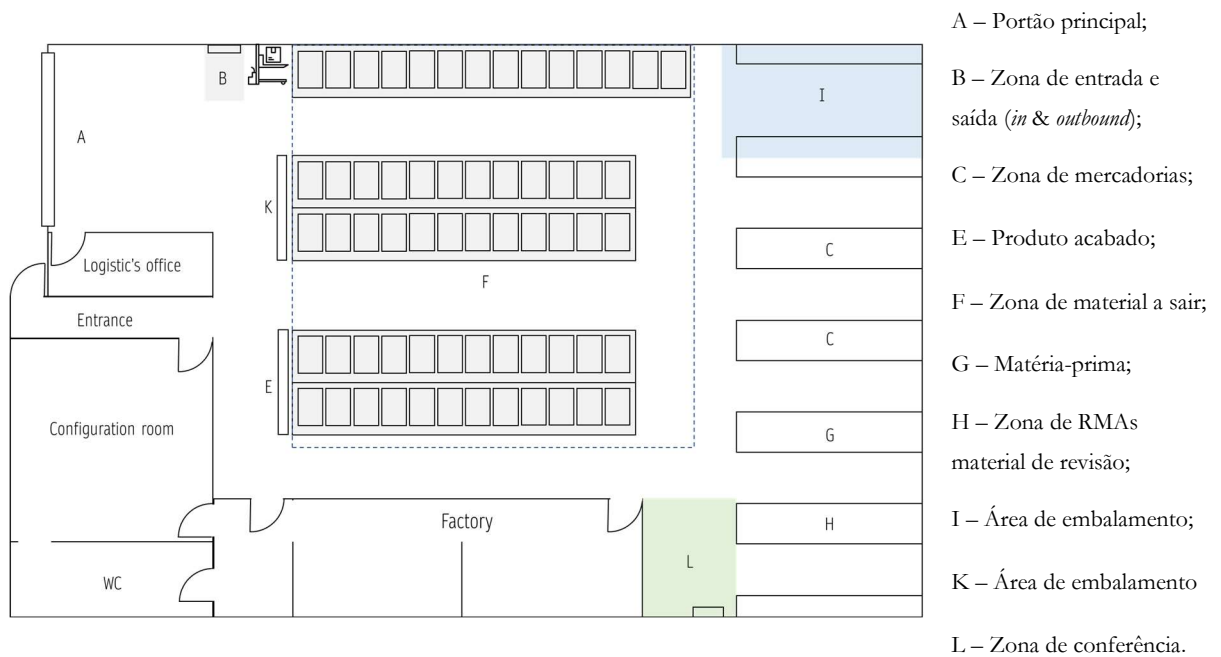 A – Portão principal;
B – Zona de entrada e
saída (in & outbound);
C – Zona de mercadorias;
E – Produto acabado;
F – Zona de material a sair;
G – Matéria-prima;
H – Zona de RMAs
material de revisão;
I – Área de embalamento;
K – Área de embalamento
L – Zona de conferência.
B
I
A
K
C
Logistic's office
F
Entrance
C
E
Configuration room
G
Factory
H
L
WC